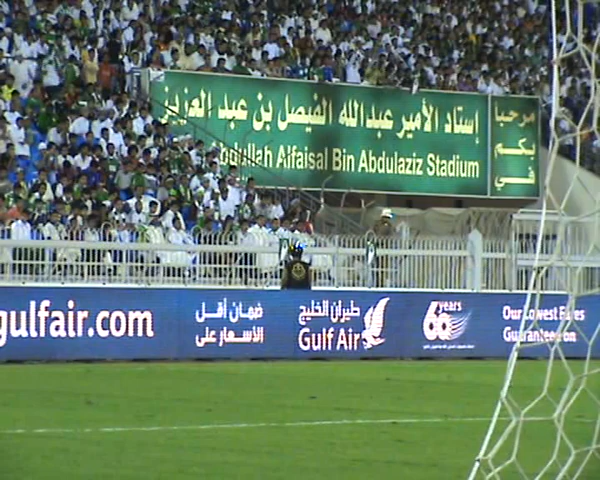 إستاد الأمير عبدالله الفيصل بن عبد العزيز
Abdullah Alfaisal Bin Abdulaziz Stadium
مرحبا
بكم
في
gulfair.com
ضمان أقل
الأسعار على
طيران الخليج
Gulf Air
60 years
Our Lowest Fares
Guaranteed on